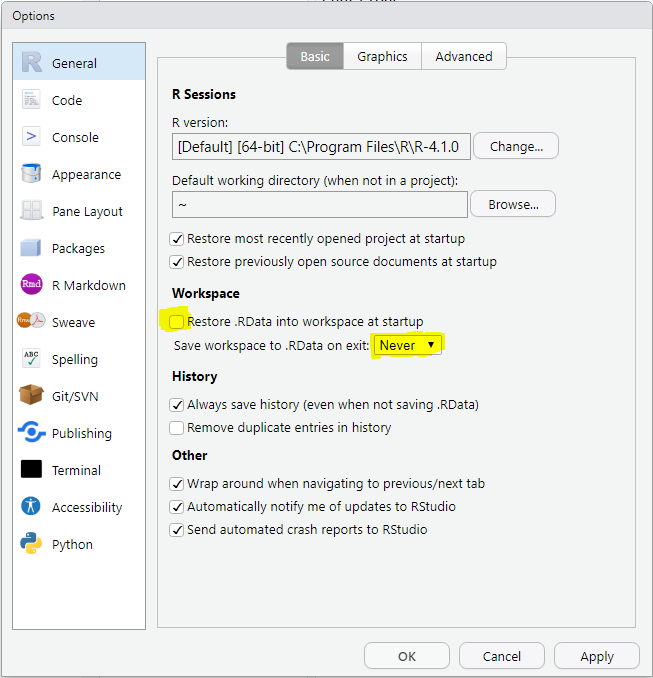 Options
General
Code
Console
Appearance
Pane Layout
Packages
Rmd R Markdown
Rnw Sweave
ABC Spelling
Git/SVN
Publishing
Terminal
Accessibility
Python
Basic Graphics Advanced
R Sessions
R version:
[Default] [64-bit] C:\Program Files\R\R-4.1.0 Change...
Default working directory (when not in a project):
~ Browse...
Restore most recently opened project at startup
Restore previously open source documents at startup
Workspace
Restore .RData into workspace at startup
Save workspace to .RData on exit: Never
History
Always save history (even when not saving .RData)
Remove duplicate entries in history
Other
Wrap around when navigating to previous/next tab
Automatically notify me of updates to RStudio
Send automated crash reports to RStudio
OK Cancel Apply